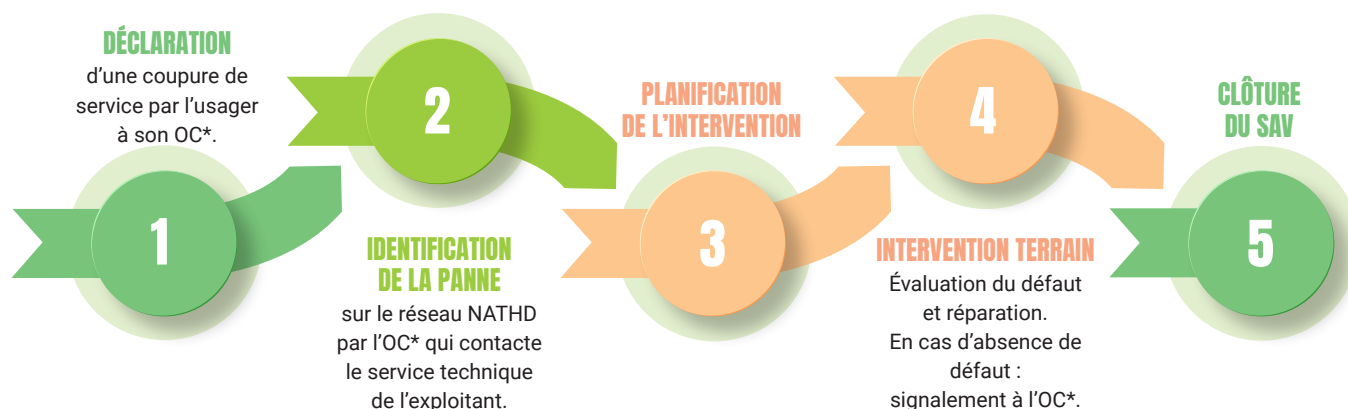 DÉCLARATION
d'une coupure de
service par l'usager
à son OC*.
1
2
IDENTIFICATION
DE LA PANNE
sur le réseau NATHD
par l'OC* qui contacte
le service technique
de l'exploitant.
PLANIFICATION
DE L'INTERVENTION
3
4
INTERVENTION TERRAIN
Évaluation du défaut
et réparation.
En cas d'absence de
défaut :
signalement à l'OC*.
CLÔTURE
DU SAV
5